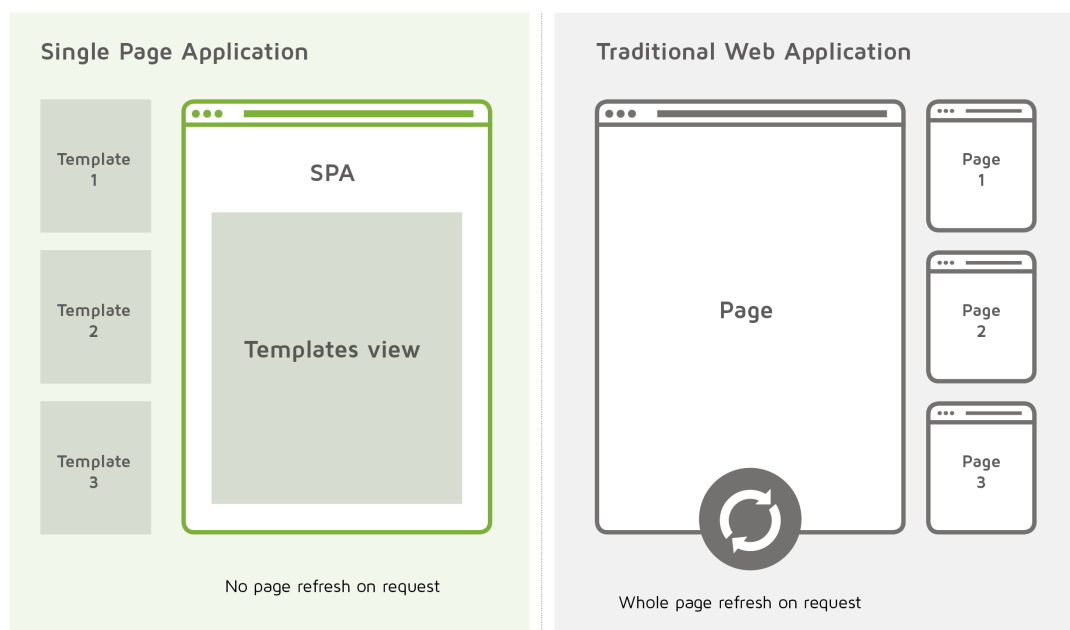 Single Page Application
Template
1
Template
2
Template
3
SPA
Templates view
No page refresh on request
Traditional Web Application
Page
Page
1
Page
2
Page
3
Whole page refresh on request